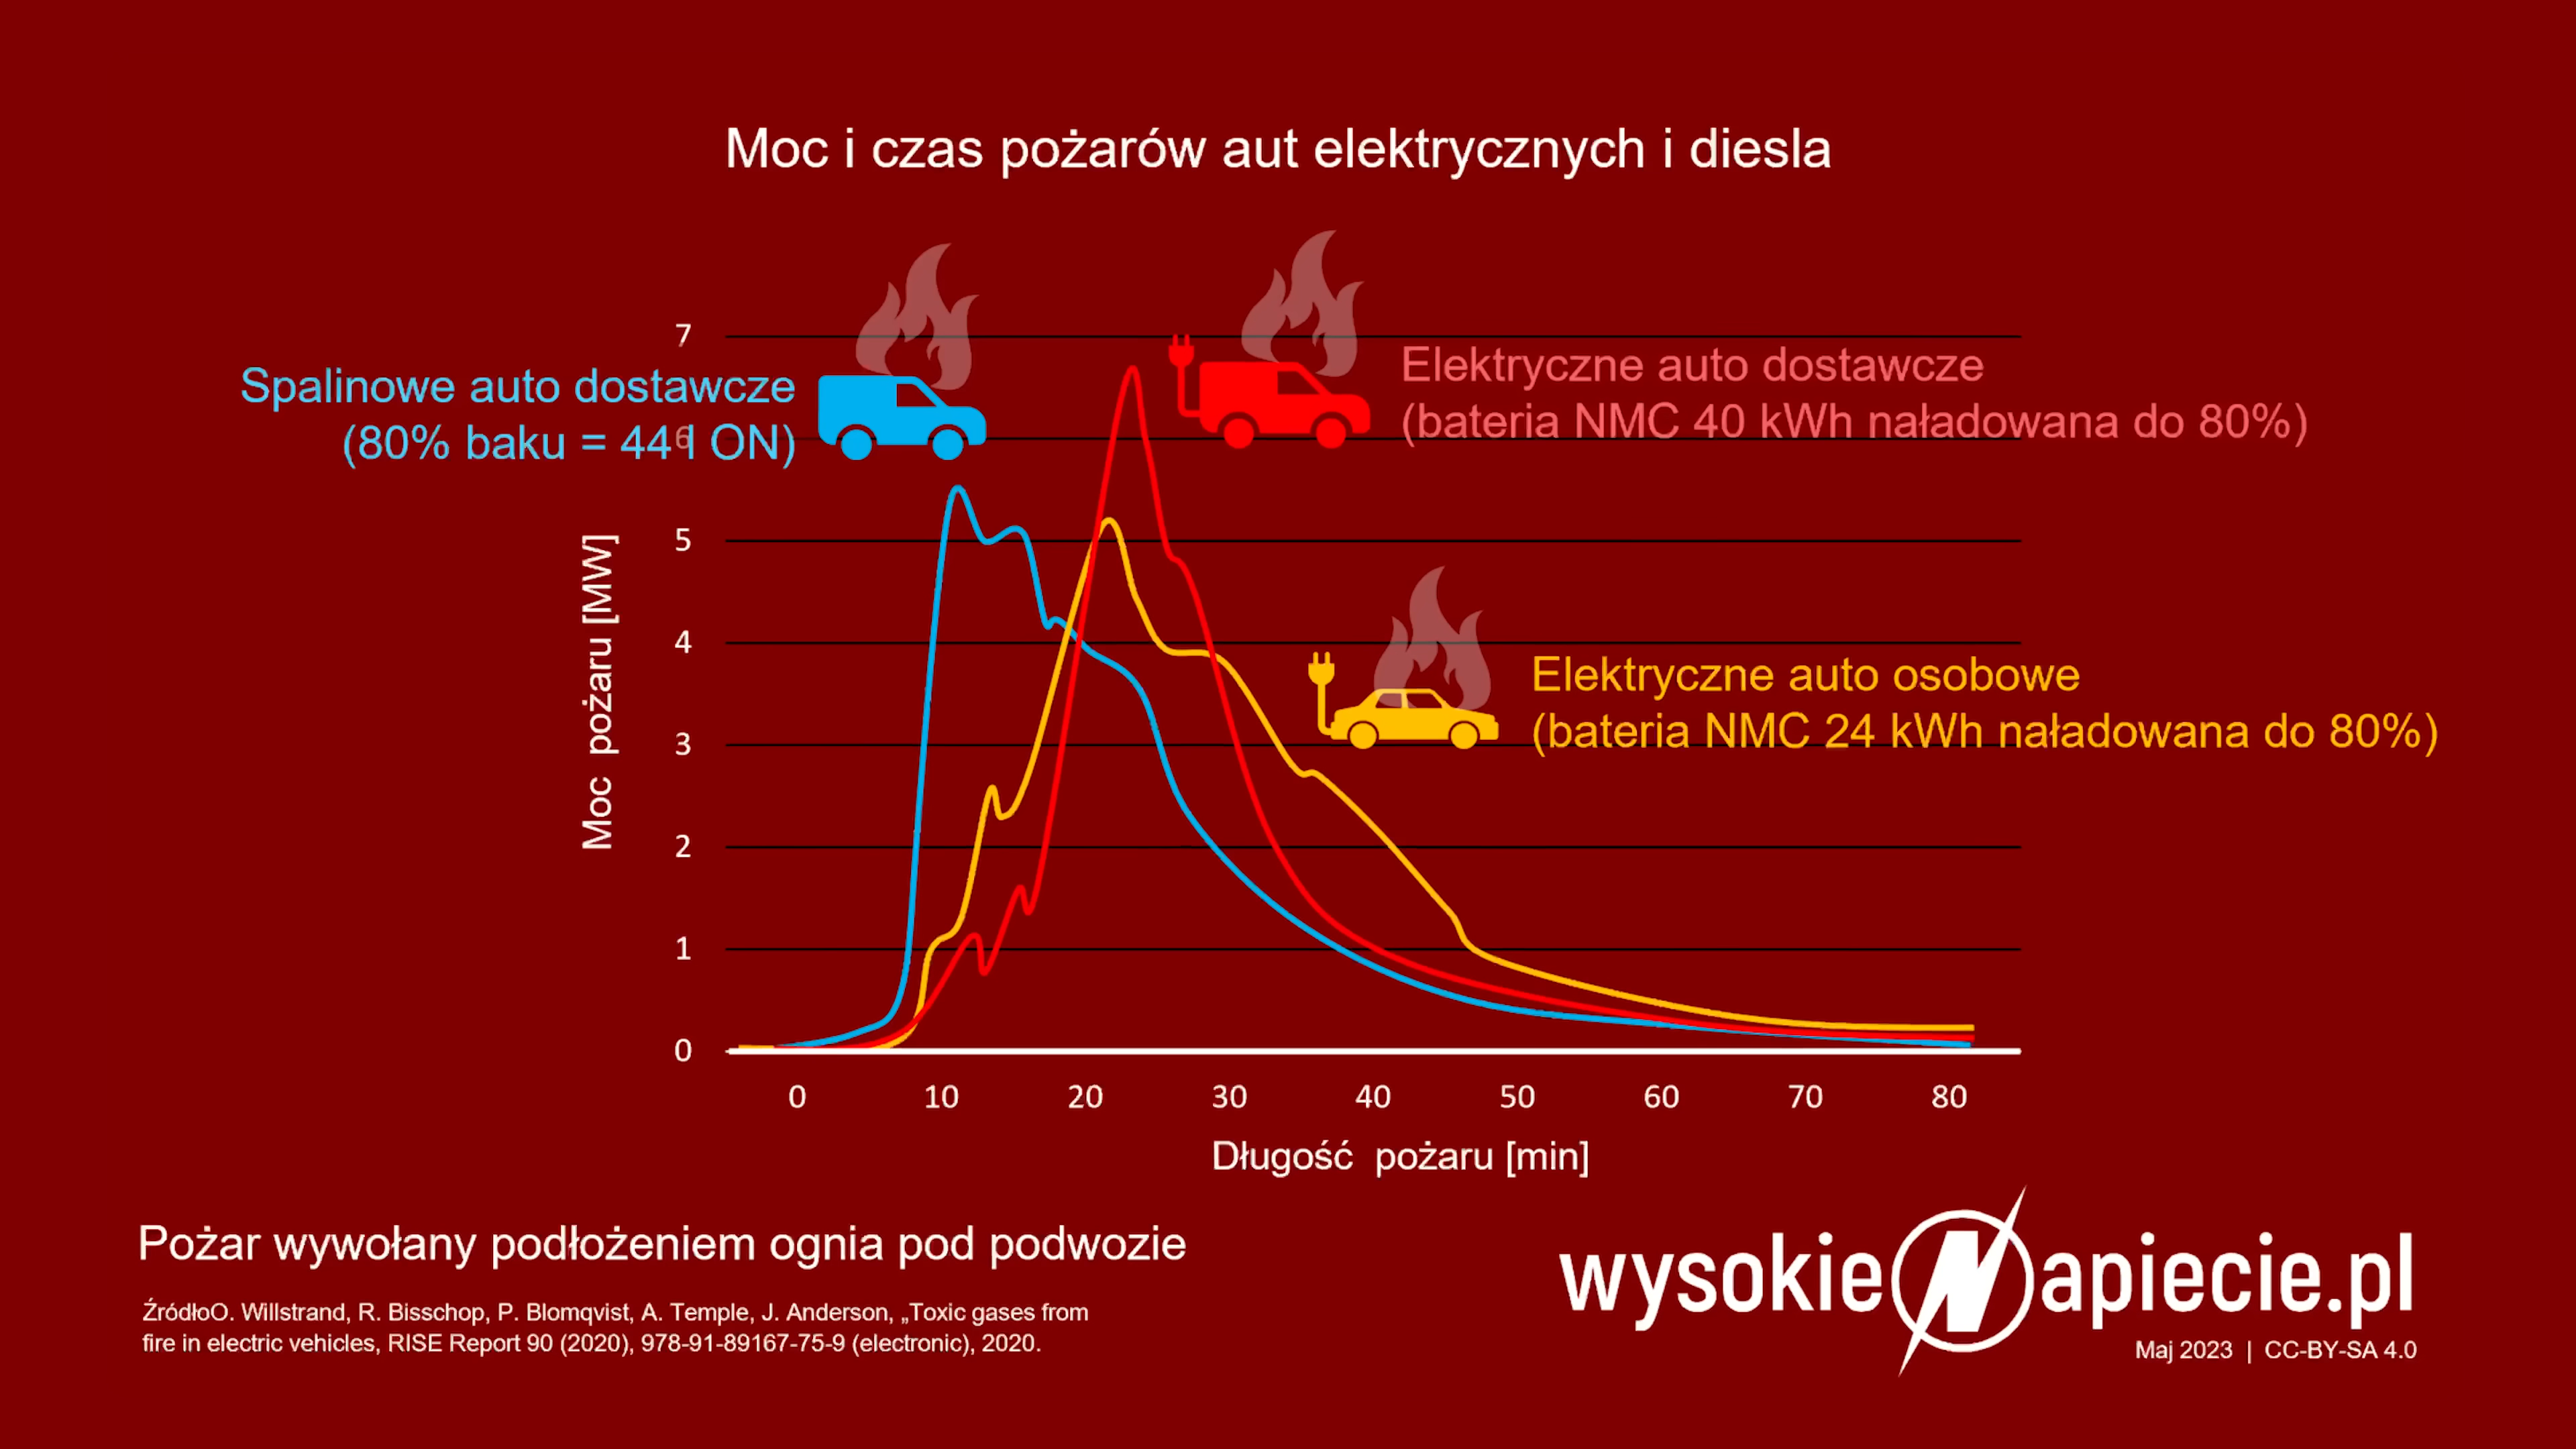 Moc i czas pożarów aut elektrycznych i diesla
7
Spalinowe auto dostawcze
(80% baku = 44 l ON)
6
Elektryczne auto dostawcze
(bateria NMC 40 kWh naładowana do 80%)
5
4
3
2
1
0
Moc pożaru [MW]
Elektryczne auto osobowe
(bateria NMC 24 kWh naładowana do 80%)
0 10 20 30 40 50 60 70 80
Długość pożaru [min]
Pożar wywołany podłożeniem ognia pod podwozie
ŹródłoO. Willstrand, R. Bisschop, P. Blomqvist, A. Temple, J. Anderson, „Toxic gases from
fire in electric vehicles, RISE Report 90 (2020), 978-91-89167-75-9 (electronic), 2020.
wysokieNapiecie.pl
Maj 2023 | CC-BY-SA 4.0